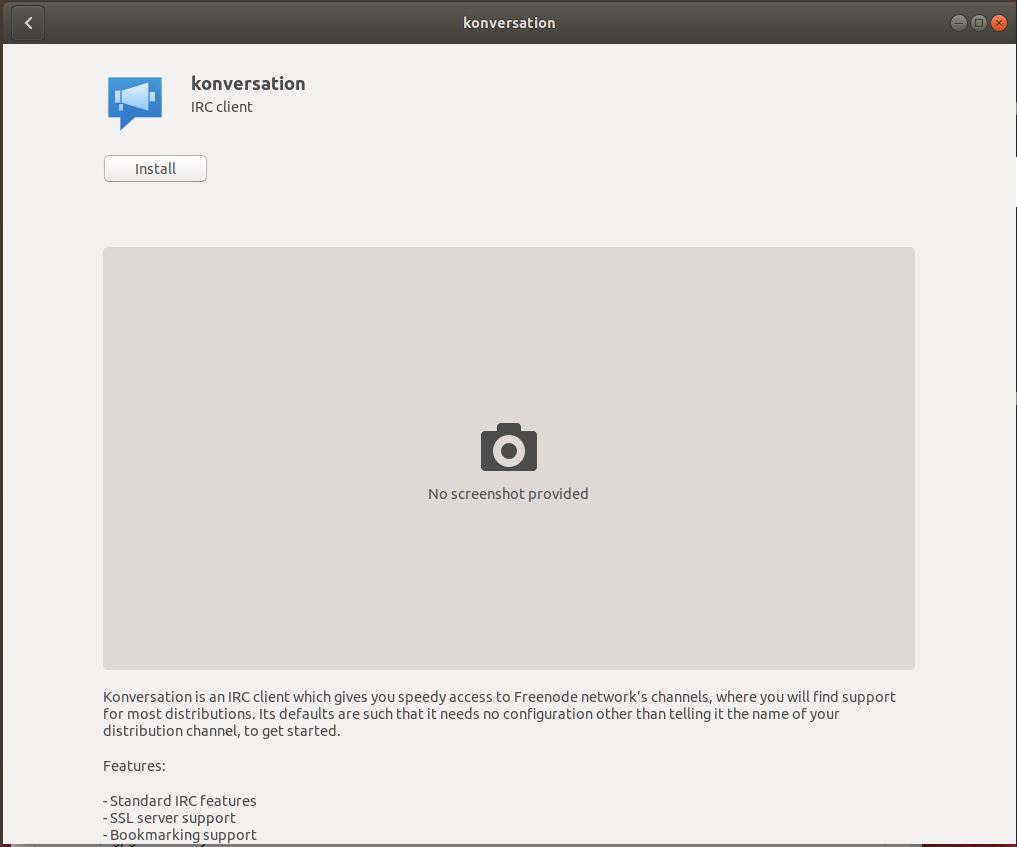 konversation
konversation
IRC client
Install
No screenshot provided
Konversation is an IRC client which gives you speedy access to Freenode network's channels, where you will find support
for most distributions. Its defaults are such that it needs no configuration other than telling it the name of your
distribution channel, to get started.
Features:
- Standard IRC features
- SSL server support
- Bookmarking support